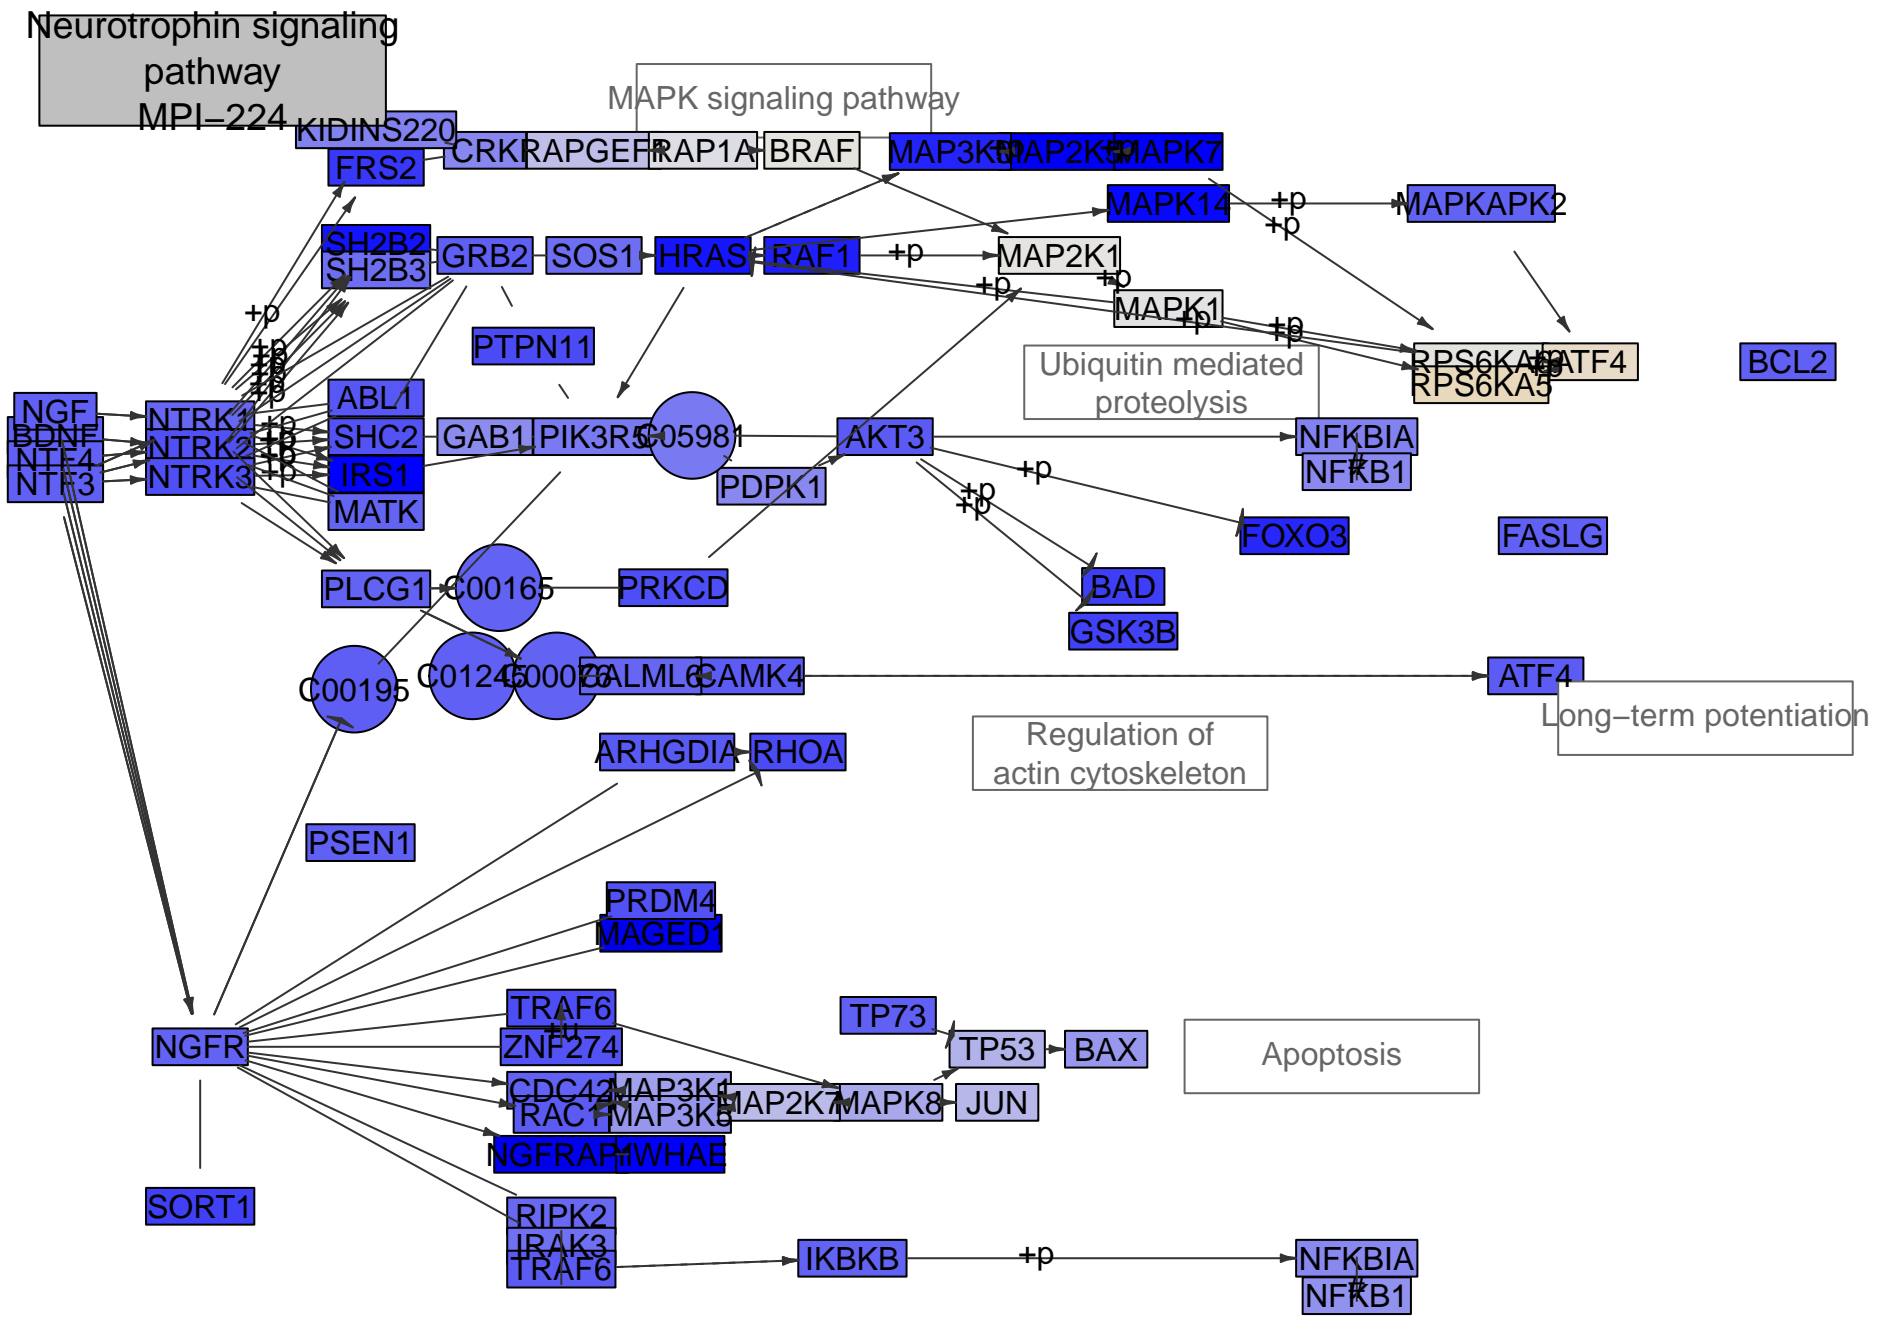 Neurotrophin signaling
pathway
MPI−224
MAPK signaling pathway
KIDINS220
FRS2
RAPGEF1
RAP1A
BRAF
MAP2K5
MAPK7
+p
MAPK14
+p
MAPKAPK2
+p
SH2B2
SH2B3
GRB2
SOS1
HRAS
RAF1
+p
MAP2K1
+p
+p
MAPK1
+p
+p
+p
PTPN11
Ubiquitin mediated
proteolysis
RPS6KA6
RPS6KA5
+p
ATF4
BCL2
+p
+p
+p
+p
+p
NGF
BDNF
NTF4
NTF3
NTRK1
NTRK2
NTRK3
+p
+p
+p
+p
ABL1
SHC2
IRS1
MATK
GAB1
PIK3R5
C05981
PDPK1
AKT3
+p
+p
+p
NFKBIA
NFKB1
FOXO3
FASLG
BAD
GSK3B
PLCG1
C00165
PRKCD
C00195
C01245
C00076
CALML6
CAMK4
ATF4
Long−term potentiation
Regulation of
actin cytoskeleton
ARHGDIA
RHOA
PSEN1
PRDM4
MAGED1
NGFR
TRAF6
+u
ZNF274
CDC42
RAC1
MAP3K1
MAP3K5
MAP2K7
MAPK8
JUN
TP73
TP53
BAX
Apoptosis
NGFRAP1
YWHAE
SORT1
RIPK2
IRAK3
TRAF6
IKBKB
+p
NFKBIA
NFKB1